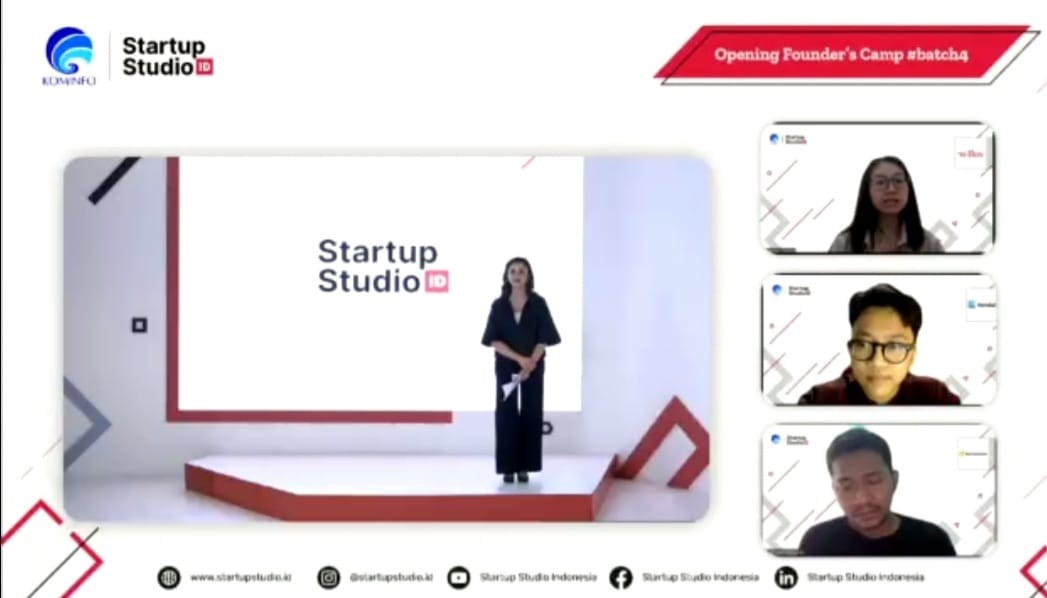 KOMINFO
Startup
Studio ID
Opening Founder's Camp #batch4
Startup
Studio ID
www.startupstudio.id
@startupstudio.id
Startup Studio Indonesia
Startup Studio Indonesia
Startup Studio Indonesia